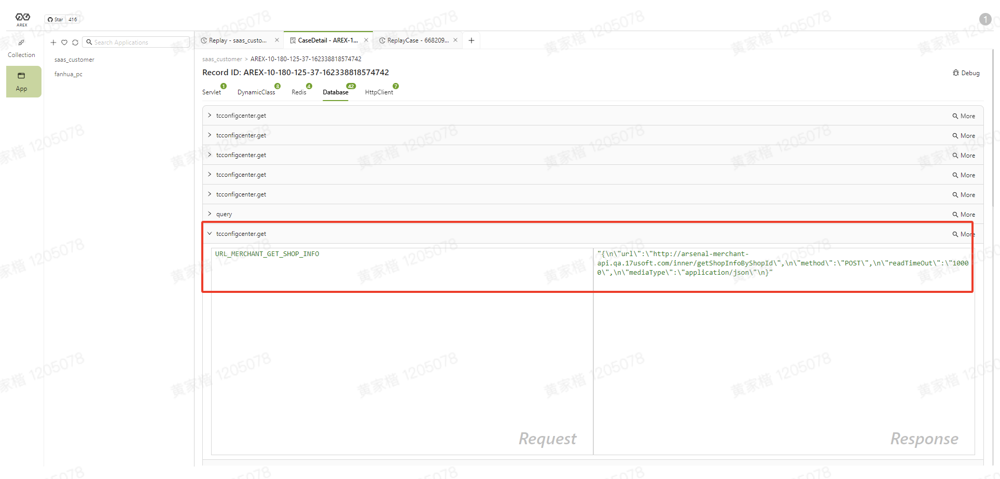 AREX
Star 416
1
Collection
App
Search Applications
saas_customer
fanhua_pc
Replay - saas_custo...
CaseDetail - AREX-1...
ReplayCase - 668209...
saas_customer > AREX-10-180-125-37-162338818574742
Record ID: AREX-10-180-125-37-162338818574742
Debug
Servlet 1
DynamicClass 8
Redis 4
Database 42
HttpClient 7
tcconfigcenter.get More
tcconfigcenter.get More
tcconfigcenter.get More
tcconfigcenter.get More
tcconfigcenter.get More
query More
tcconfigcenter.get More
URL_MERCHANT_GET_SHOP_INFO
"{\n\"url\":\"http://arsenal-merchant-
api.qa.17usoft.com/inner/getShopInfoByShopId\",\n\"method\":\"POST\",\n\"readTimeOut\":\"1000
0\",\n\"mediaType\":\"application/json\"\n}"
Request
Response
黄家楷 1205078